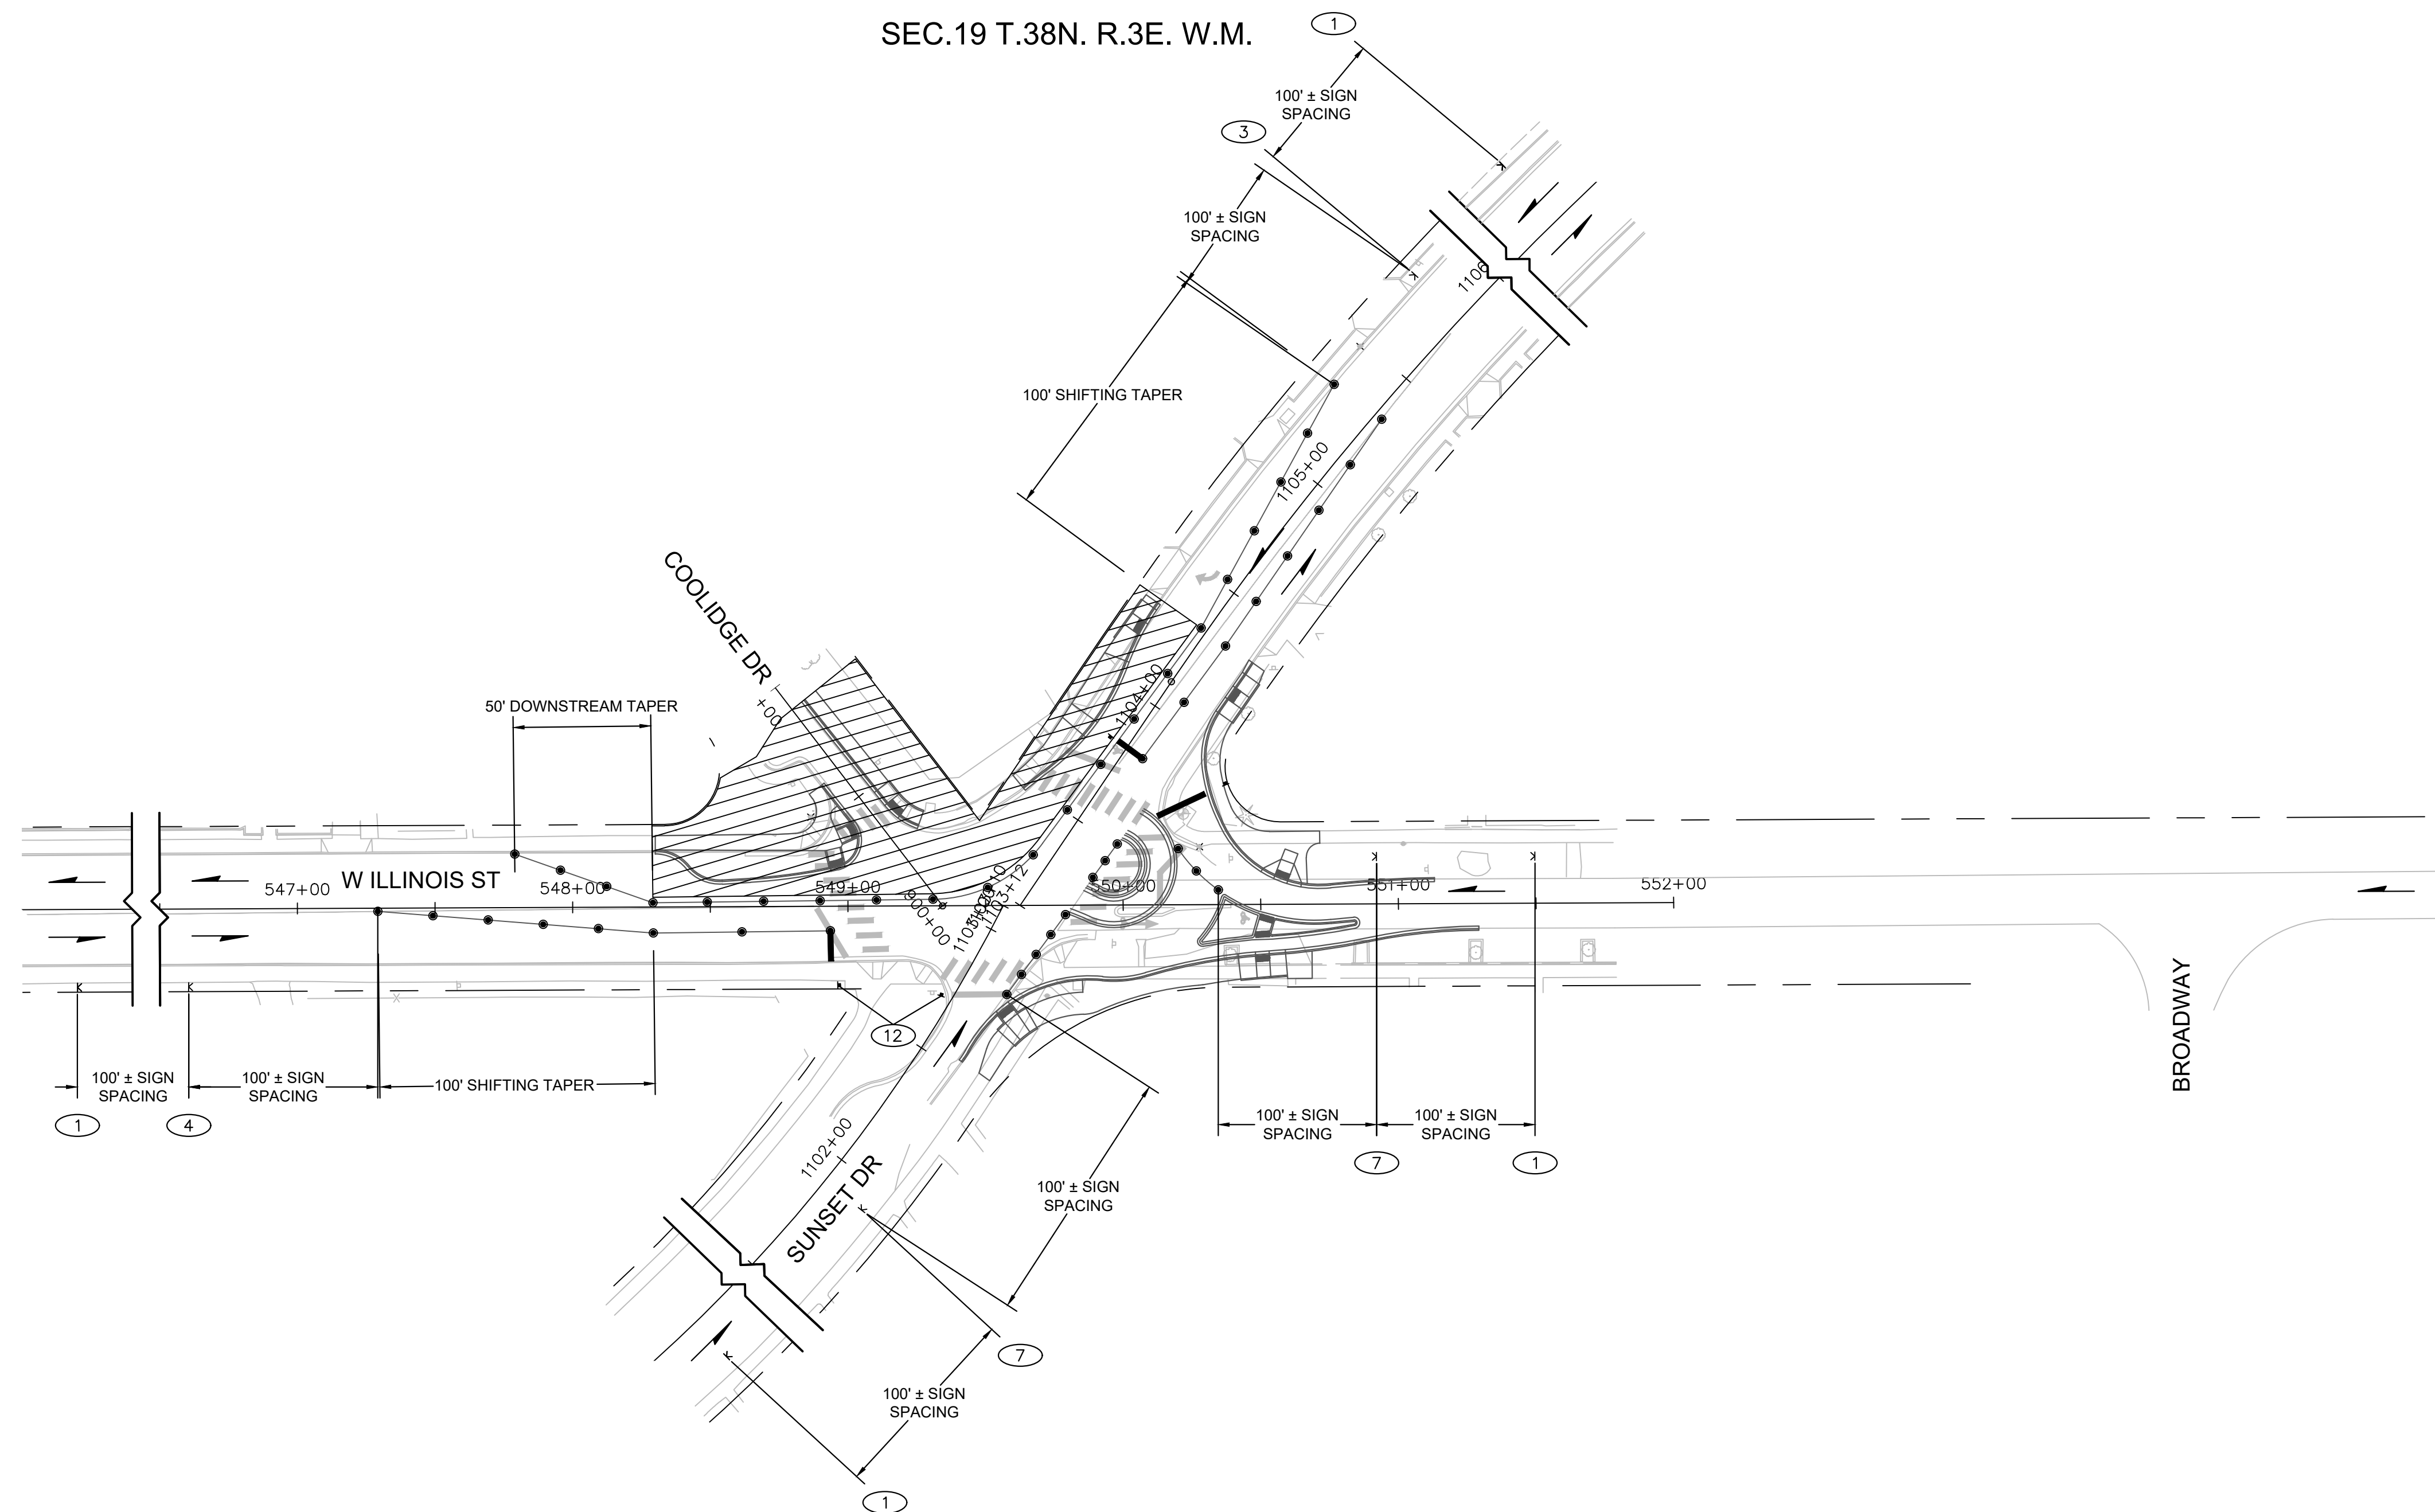 SEC.19 T.38N. R.3E. W.M.
1
100' ± SIGN
SPACING
3
100' ± SIGN
SPACING
1106
100' SHIFTING TAPER
1105+00
COOLIDGE DR
+00
1104+00
50' DOWNSTREAM TAPER
547+00
W ILLINOIS ST
548+00
549+00
900+00
1103+12
550+00
551+00
552+00
BROADWAY
12
100' ± SIGN
SPACING
100' ± SIGN
SPACING
100' SHIFTING TAPER
1
4
100' ± SIGN
SPACING
100' ± SIGN
SPACING
7
1
1102+00
SUNSET DR
100' ± SIGN
SPACING
7
100' ± SIGN
SPACING
1